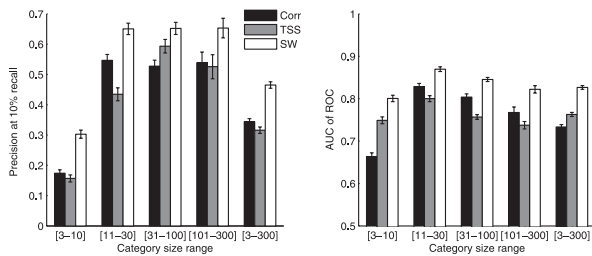 0.7
0.6
0.5
0.4
0.3
0.2
0.1
0
Precision at 10% recall
[3–10] [11–30] [31–100] [101–300] [3–300]
Category size range
Corr
TSS
SW
1
0.9
0.8
0.7
0.6
0.5
AUC of ROC
[3–10] [11–30] [31–100] [101–300] [3–300]
Category size range